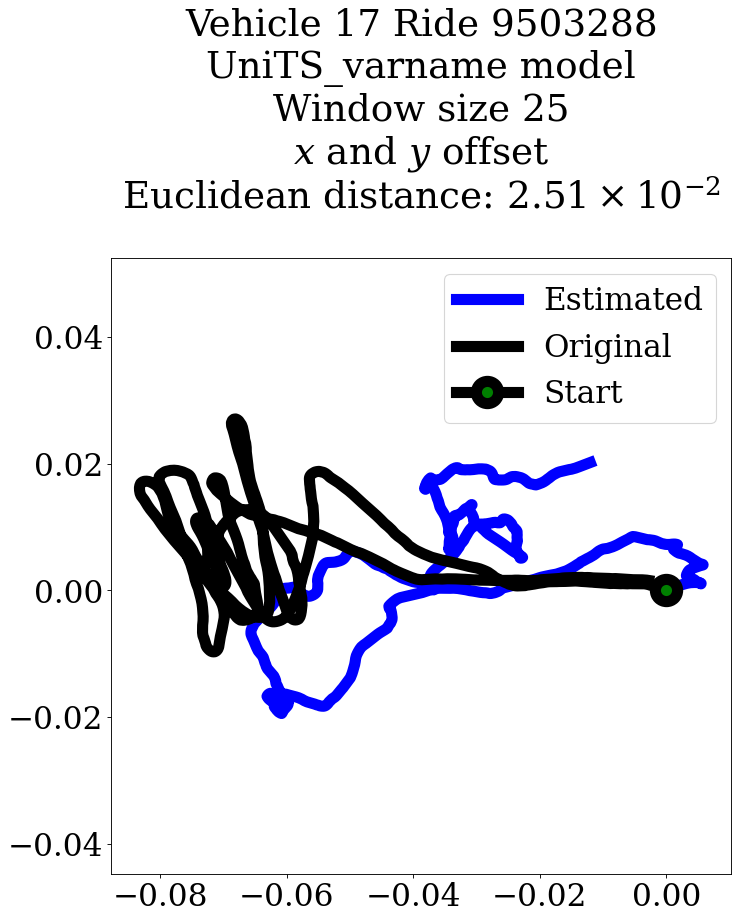 Vehicle 17 Ride 9503288
UniTS_varname model
Window size 25
x and y offset
Euclidean distance: 2.51 × 10⁻²
Estimated
Original
Start
0.04
0.02
0.00
−0.02
−0.04
−0.08 −0.06 −0.04 −0.02 0.00